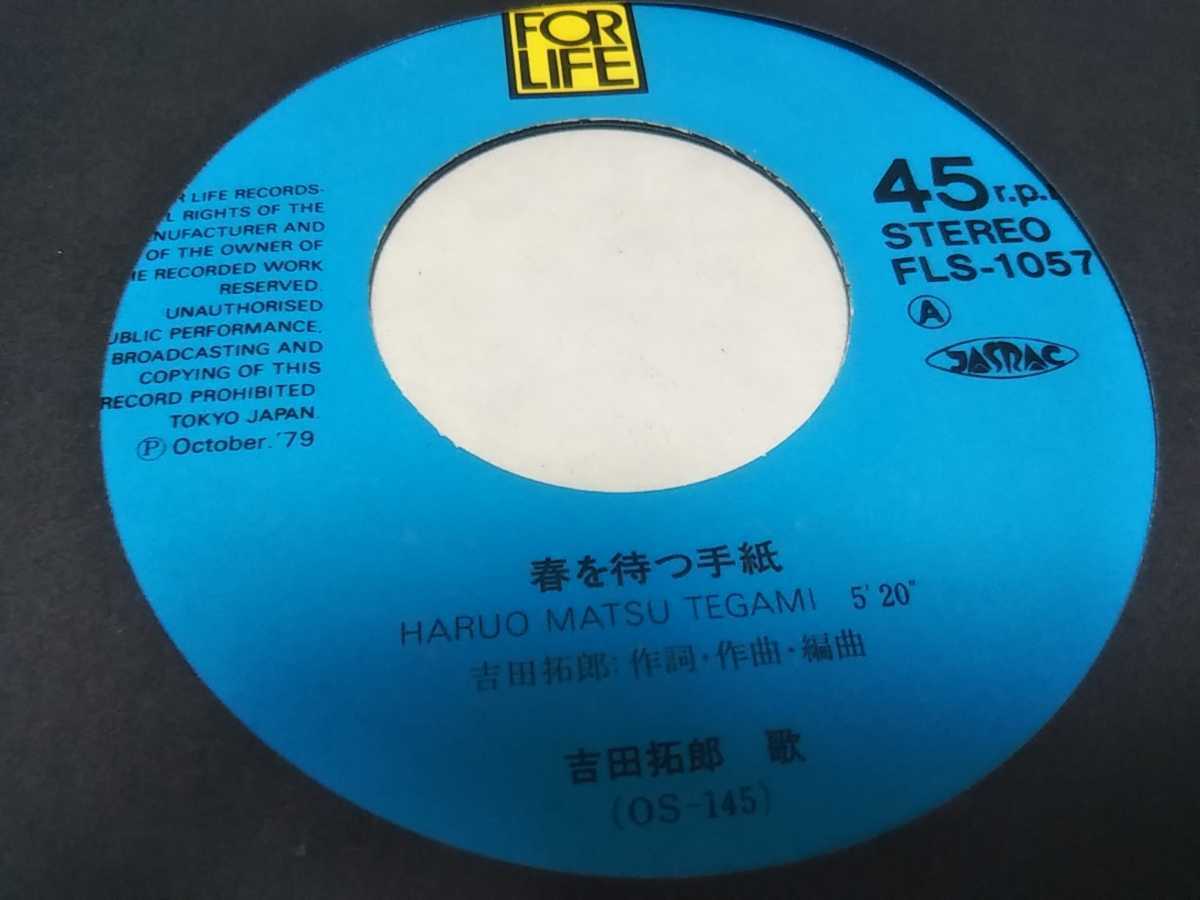 FOR
LIFE
R LIFE RECORDS-
L RIGHTS OF THE
NUFACTURER AND
OF THE OWNER OF
HE RECORDED WORK
RESERVED.
UNAUTHORISED
UBLIC PERFORMANCE,
BROADCASTING AND
COPYING OF THIS
RECORD PROHIBITED
TOKYO JAPAN.
Ⓟ October.'79
45 r.p.
STEREO
FLS-1057
Ⓐ
JASRAC
春を待つ手紙
HARUO MATSU TEGAMI 5'20"
吉田拓郎:作詞・作曲・編曲
吉田拓郎 歌
(OS-145)